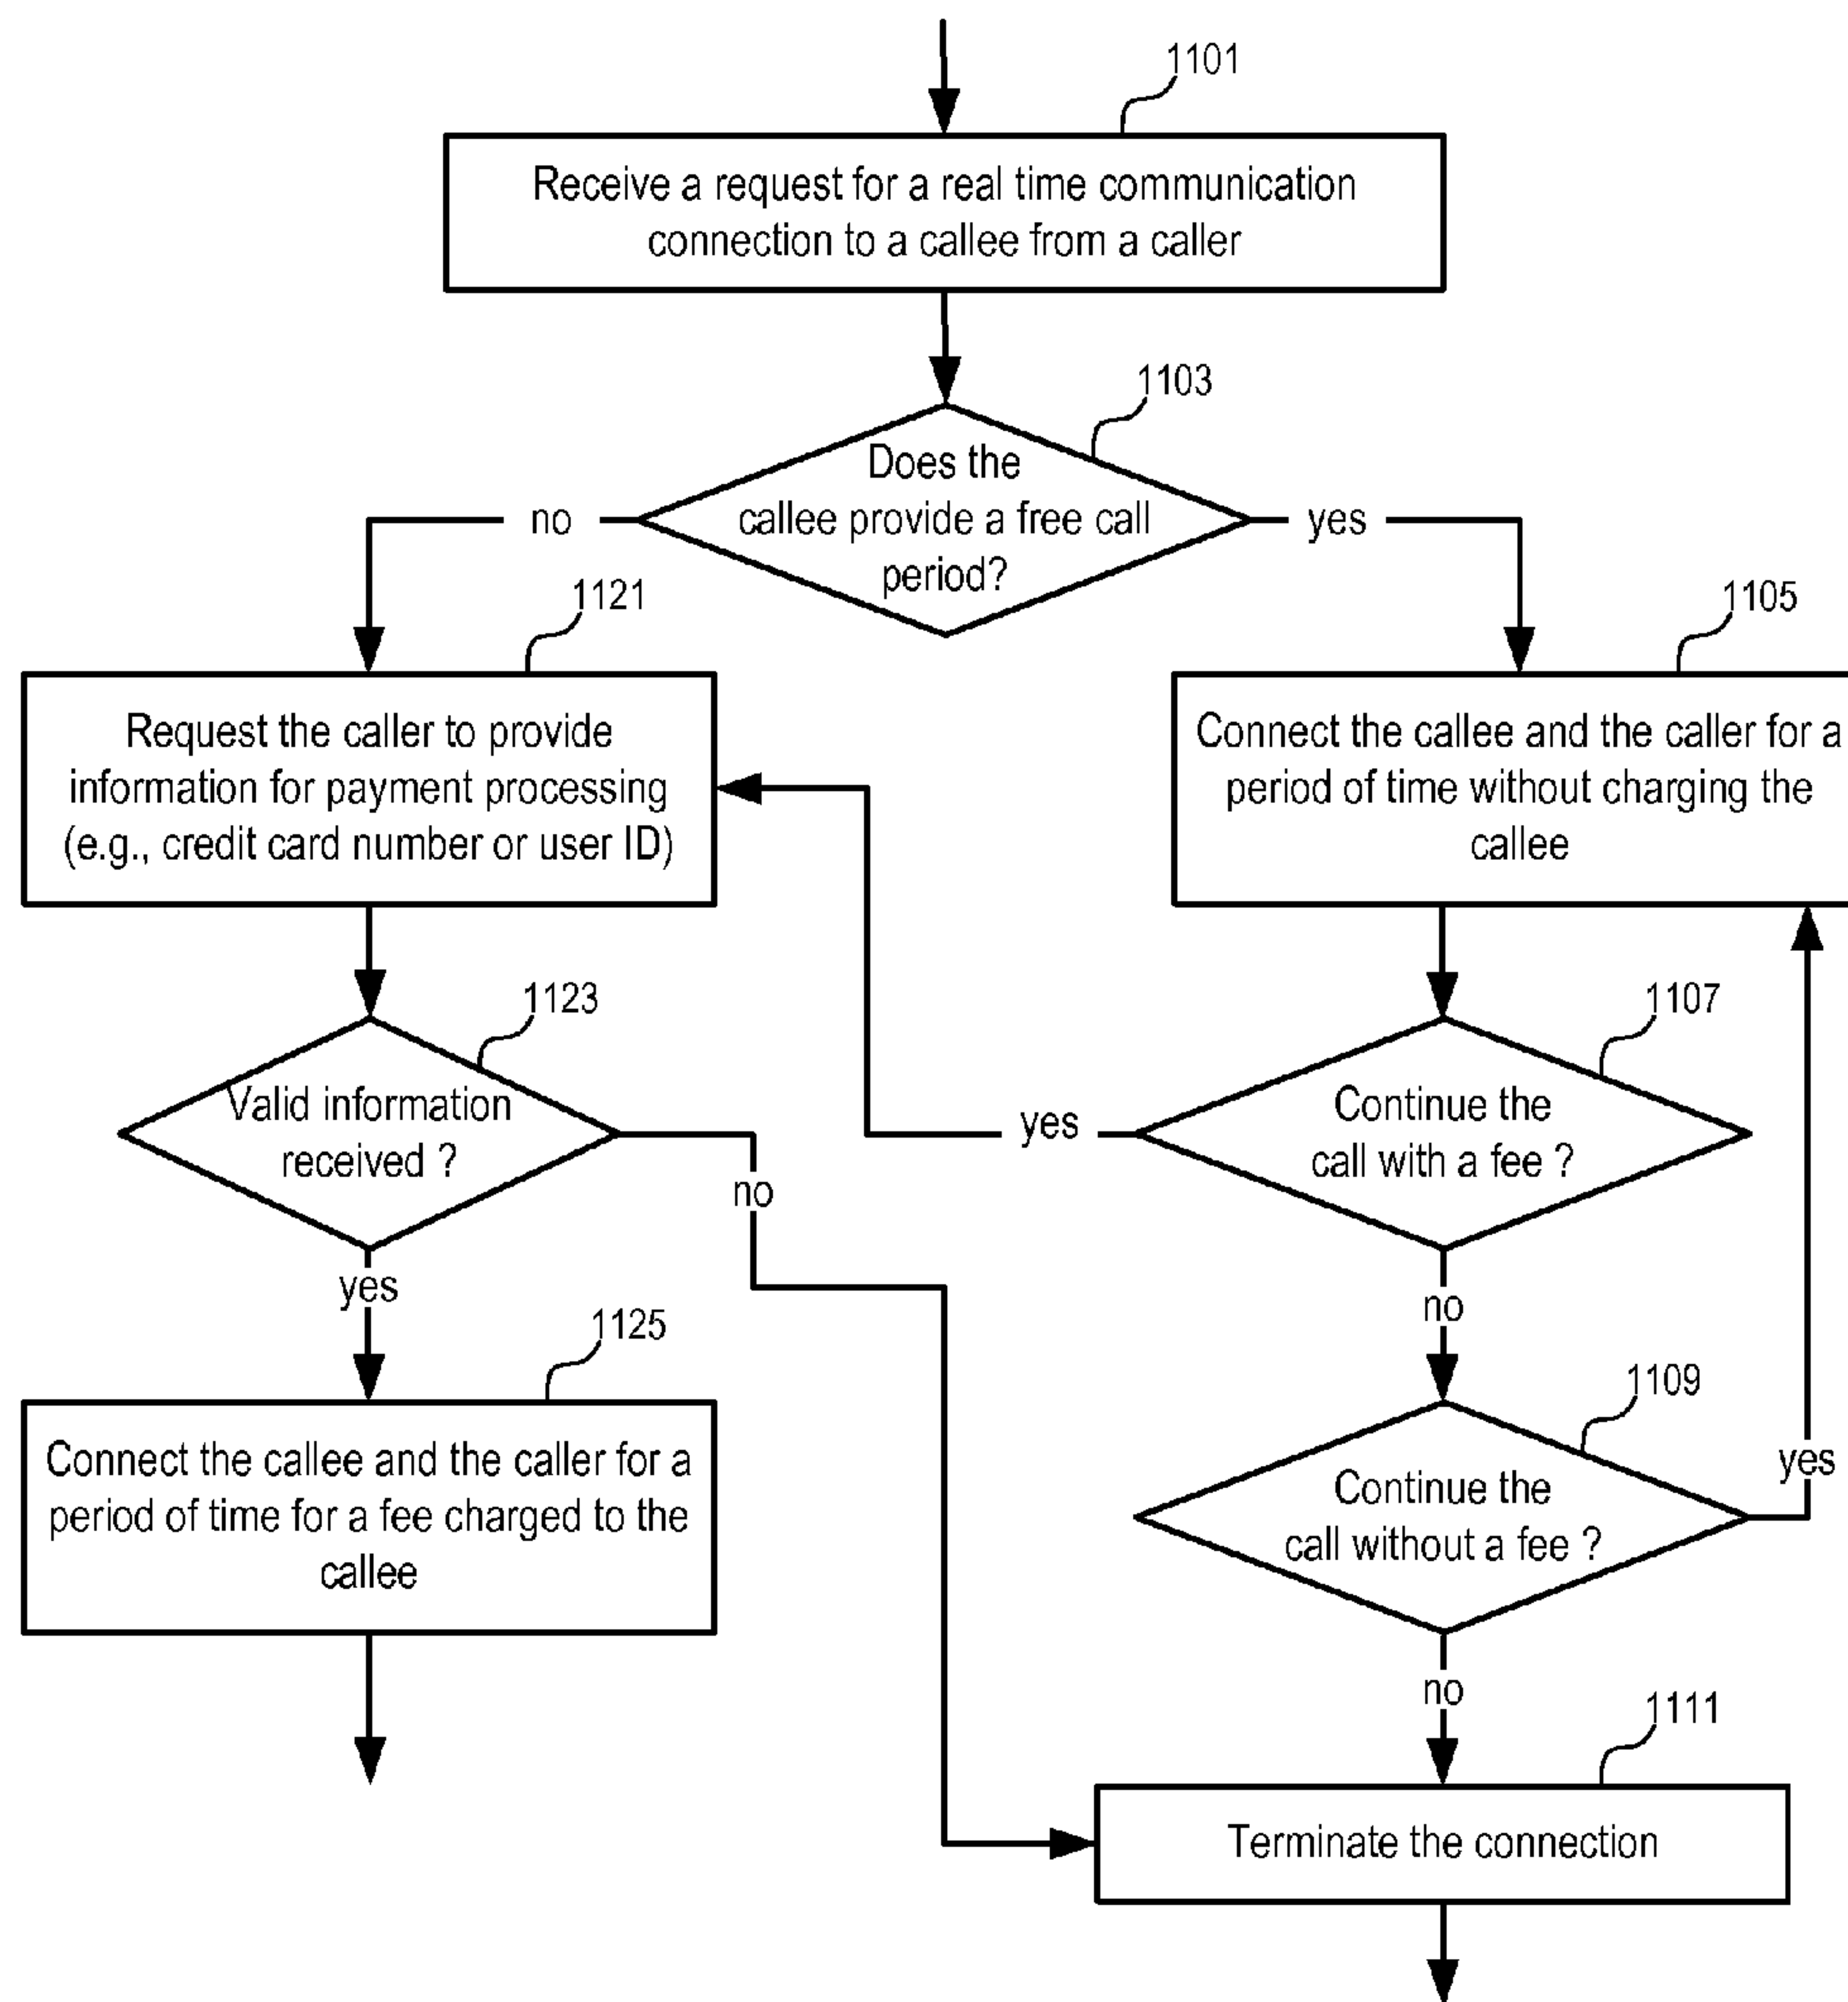 1101
Receive a request for a real time communication
connection to a callee from a caller
1103
Does the
callee provide a free call
period?
no
yes
1121
1105
Request the caller to provide
information for payment processing
(e.g., credit card number or user ID)
Connect the callee and the caller for a
period of time without charging the
callee
1123
1107
Valid information
received ?
no
yes
Continue the
call with a fee ?
yes
no
1125
1109
Connect the callee and the caller for a
period of time for a fee charged to the
callee
Continue the
call without a fee ?
yes
no
1111
Terminate the connection